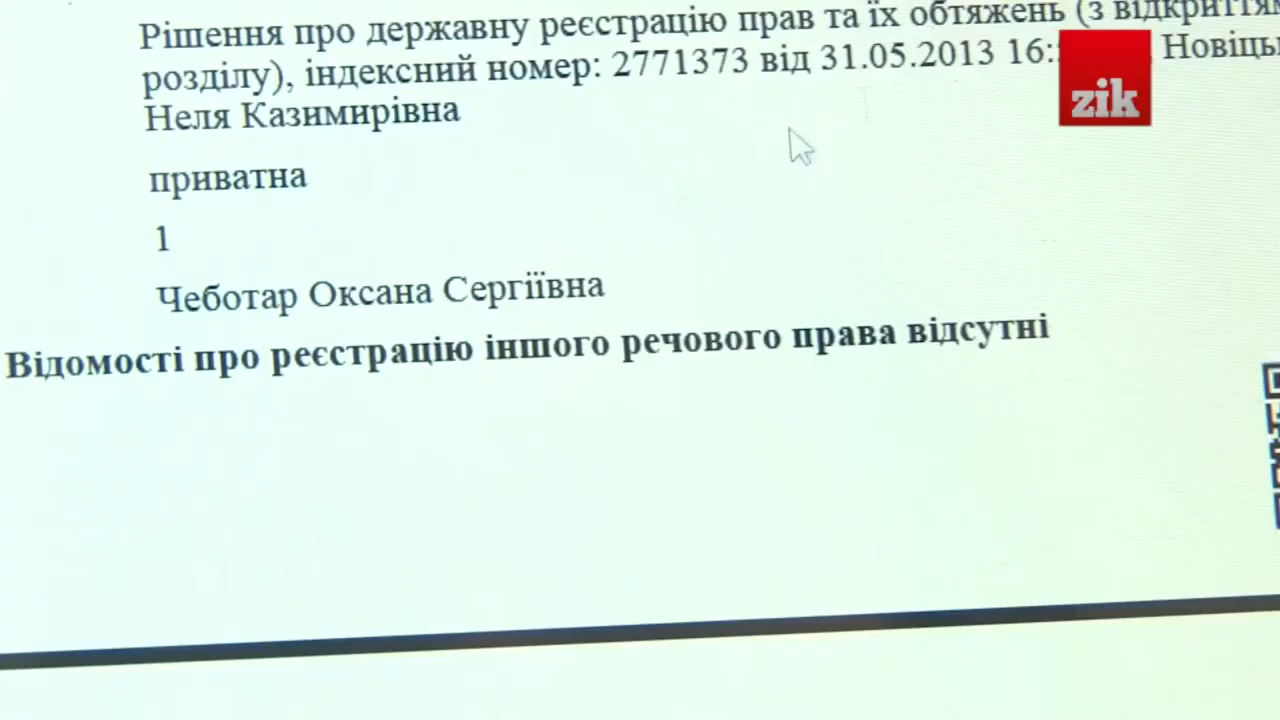 Рішення про державну реєстрацію прав та їх обтяжень (з відкриттям
розділу), індексний номер: 2771373 від 31.05.2013 16:
zik
Неля Казимирівна
приватна
1
Чеботар Оксана Сергіївна
Відомості про реєстрацію іншого речового права відсутні